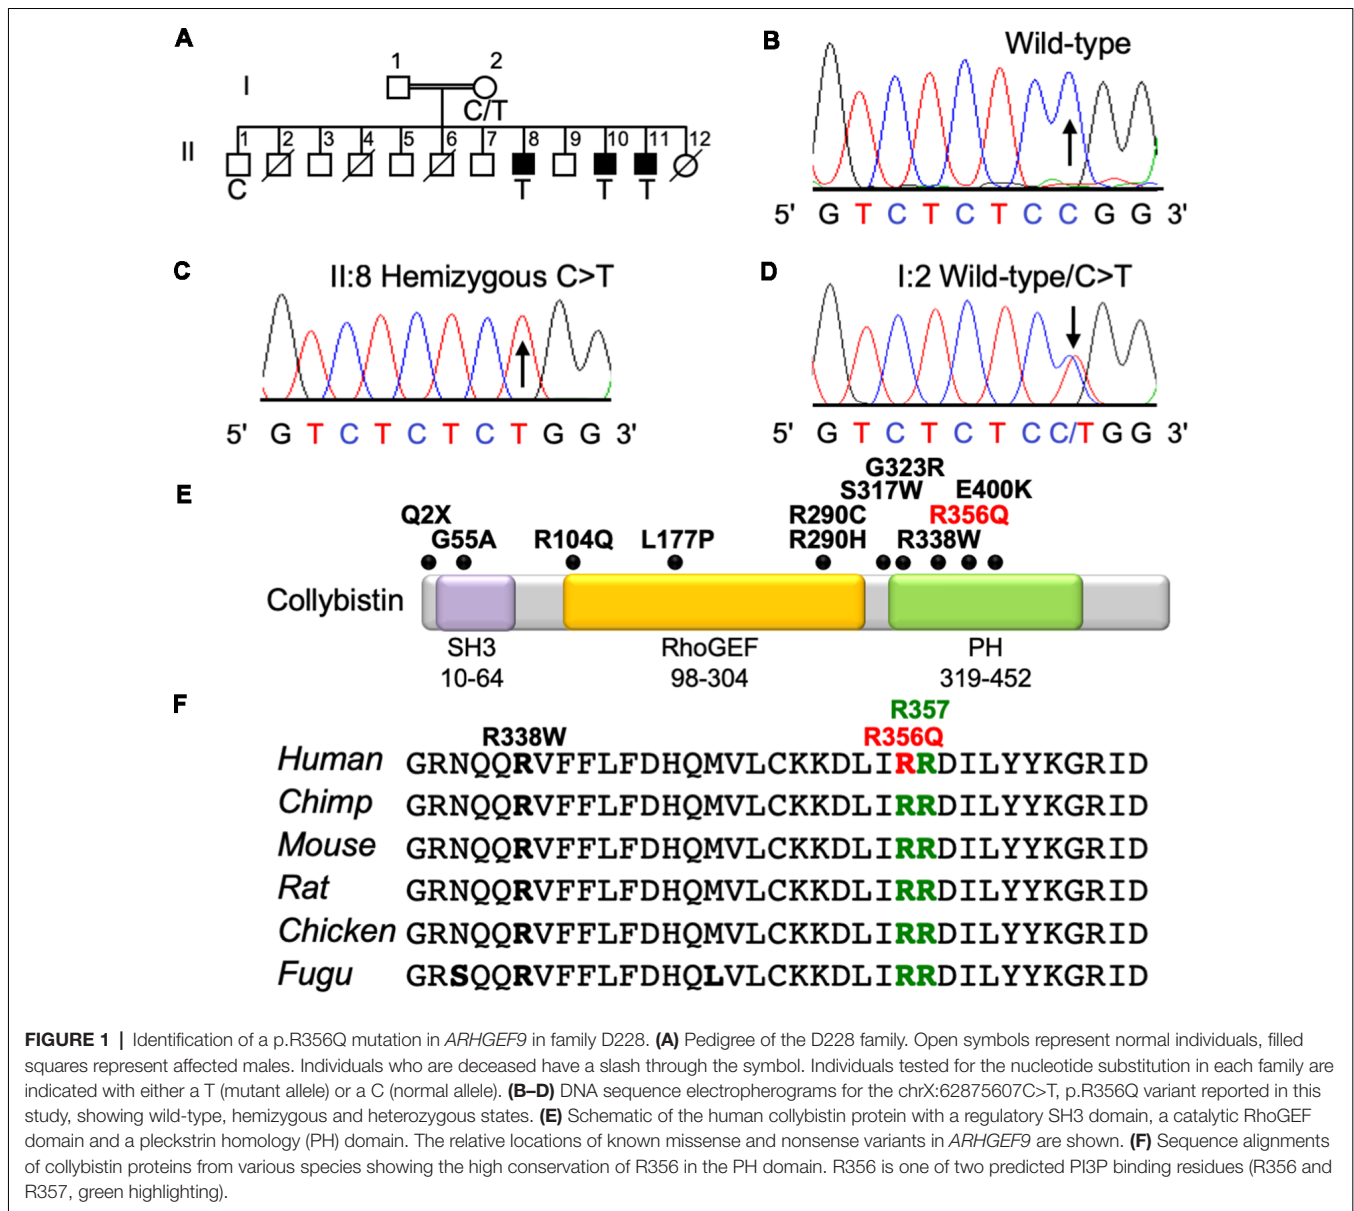 A
1 2
I
C/T
1 2 3 4 5 6 7 8 9 10 11 12
II
C T T T
B
Wild-type
5' G T C T C T C C G G 3'
C
II:8 Hemizygous C>T
5' G T C T C T C T G G 3'
D
I:2 Wild-type/C>T
5' G T C T C T C C/T G G 3'
E
G323R
S317W E400K
Q2X R290C R356Q
G55A R104Q L177P R290H R338W
Collybistin
SH3 RhoGEF PH
10-64 98-304 319-452
F
R357
R338W R356Q
Human GRNQQRVFFLFDHQMVLCKKDLIRRDILYYKGRID
Chimp GRNQQRVFFLFDHQMVLCKKDLIRRDILYYKGRID
Mouse GRNQQRVFFLFDHQMVLCKKDLIRRDILYYKGRID
Rat GRNQQRVFFLFDHQMVLCKKDLIRRDILYYKGRID
Chicken GRNQQRVFFLFDHQMVLCKKDLIRRDILYYKGRID
Fugu GRSQQRVFFLFDHQLVLCKKDLIRRDILYYKGRID
FIGURE 1 | Identification of a p.R356Q mutation in ARHGEF9 in family D228. (A) Pedigree of the D228 family. Open symbols represent normal individuals, filled
squares represent affected males. Individuals who are deceased have a slash through the symbol. Individuals tested for the nucleotide substitution in each family are
indicated with either a T (mutant allele) or a C (normal allele). (B–D) DNA sequence electropherograms for the chrX:62875607C>T, p.R356Q variant reported in this
study, showing wild-type, hemizygous and heterozygous states. (E) Schematic of the human collybistin protein with a regulatory SH3 domain, a catalytic RhoGEF
domain and a pleckstrin homology (PH) domain. The relative locations of known missense and nonsense variants in ARHGEF9 are shown. (F) Sequence alignments
of collybistin proteins from various species showing the high conservation of R356 in the PH domain. R356 is one of two predicted PI3P binding residues (R356 and
R357, green highlighting).